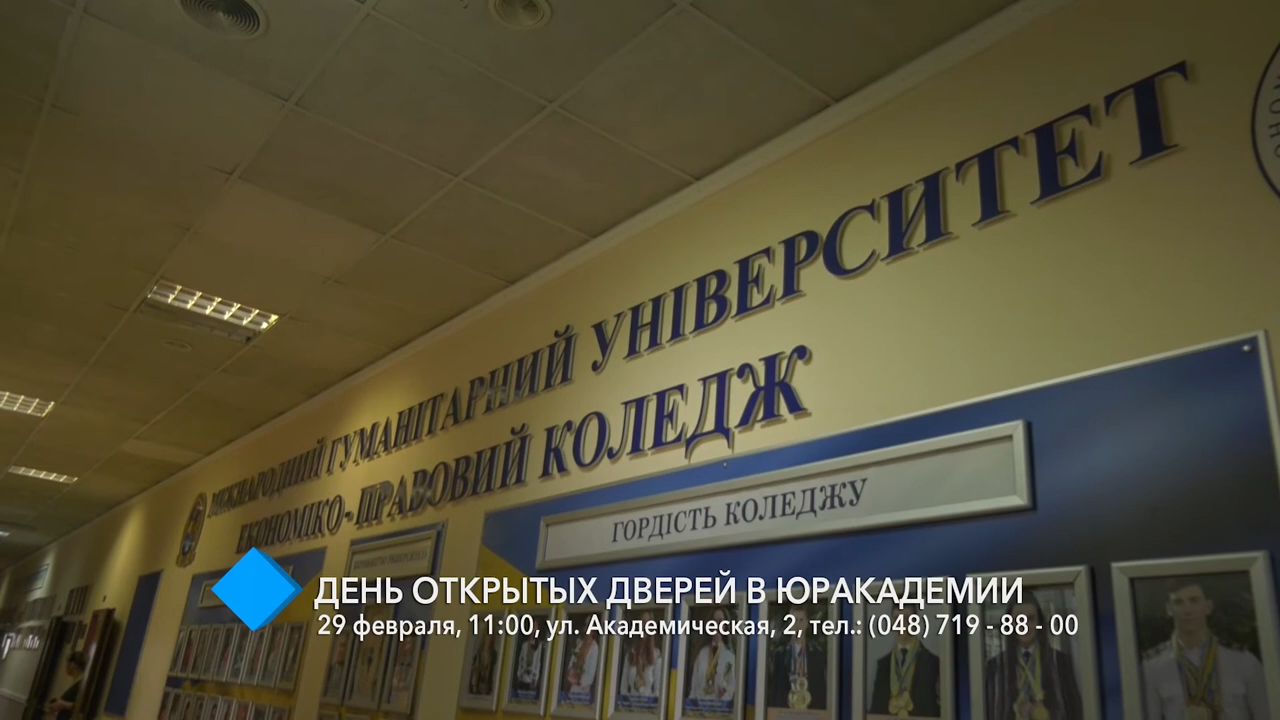 МІЖНАРОДНИЙ ГУМАНІТАРНИЙ УНІВЕРСИТЕТ
ЕКОНОМІКО-ПРАВОВИЙ КОЛЕДЖ
ГОРДІСТЬ КОЛЕДЖУ
ДЕНЬ ОТКРЫТЫХ ДВЕРЕЙ В ЮРАКАДЕМИИ
29 февраля, 11:00, ул. Академическая, 2, тел.: (048) 719 - 88 - 00